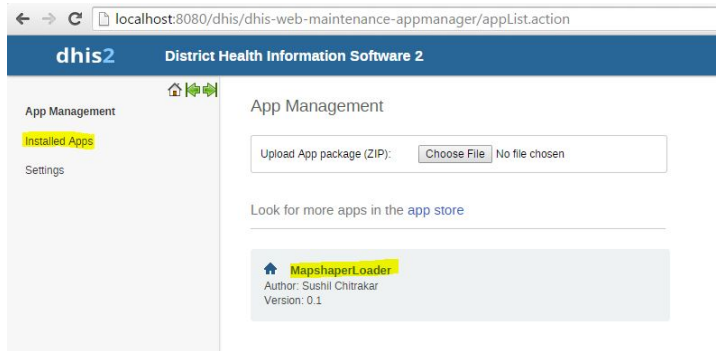 localhost:8080/dhis/dhis-web-maintenance-appmanager/appList.action
dhis2 District Health Information Software 2
App Management
Installed Apps
Settings
App Management
Upload App package (ZIP): Choose File No file chosen
Look for more apps in the app store
MapshaperLoader
Author: Sushil Chitrakar
Version: 0.1